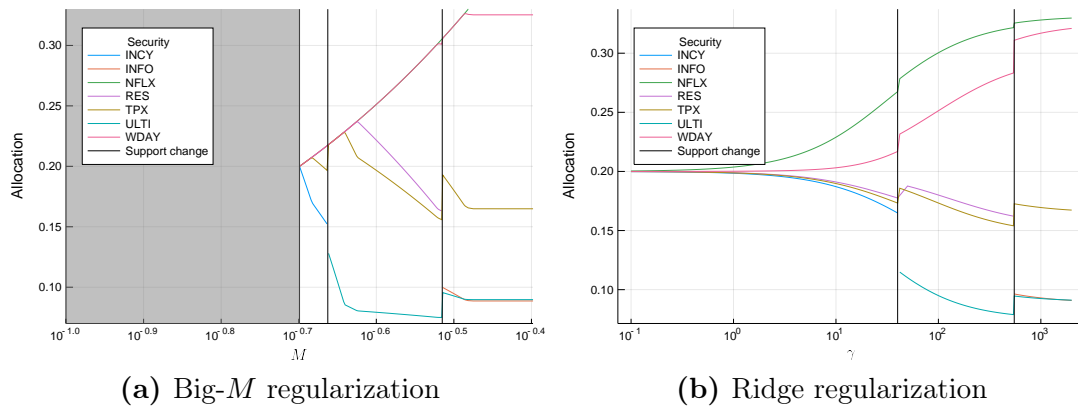 Allocation
0.30
0.25
0.20
0.15
0.10
Security
INCY
INFO
NFLX
RES
TPX
ULTI
WDAY
Support change
10^-1.0 10^-0.9 10^-0.8 10^-0.7 10^-0.6 10^-0.5 10^-0.4
M
(a) Big-M regularization
Allocation
0.30
0.25
0.20
0.15
0.10
Security
INCY
INFO
NFLX
RES
TPX
ULTI
WDAY
Support change
10^-1 10^0 10^1 10^2 10^3
γ
(b) Ridge regularization